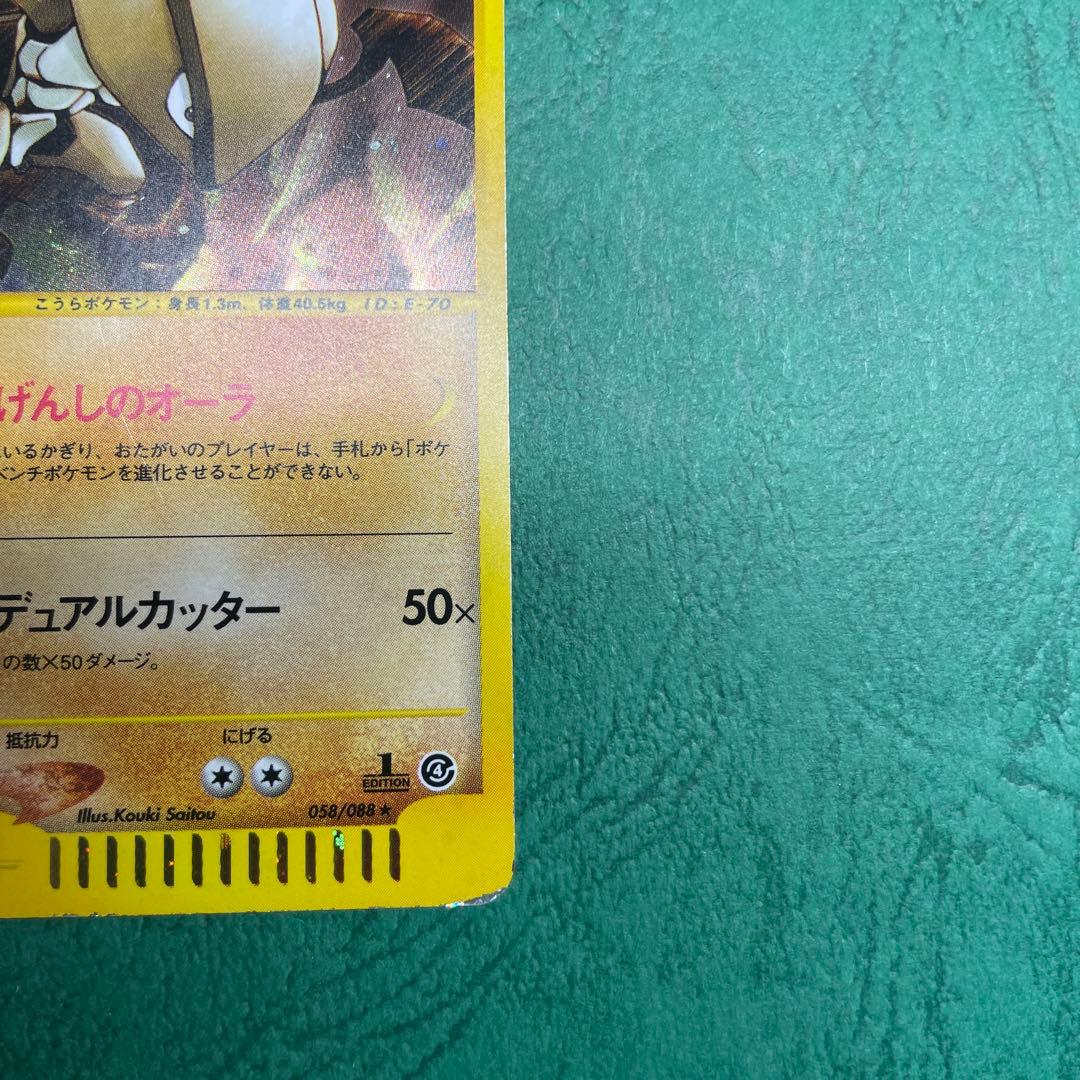 こうらポケモン：身長1.3m, 体重40.5kg ID:E-70
げんしのオーラ
いるかぎり、おたがいのプレイヤーは、手札から「ポケ
ベンチポケモンを進化させることができない。
デュアルカッター 50×
の数×50ダメージ。
抵抗力 にげる
1
EDITION
4
Illus.Kouki Saitou 058/088★